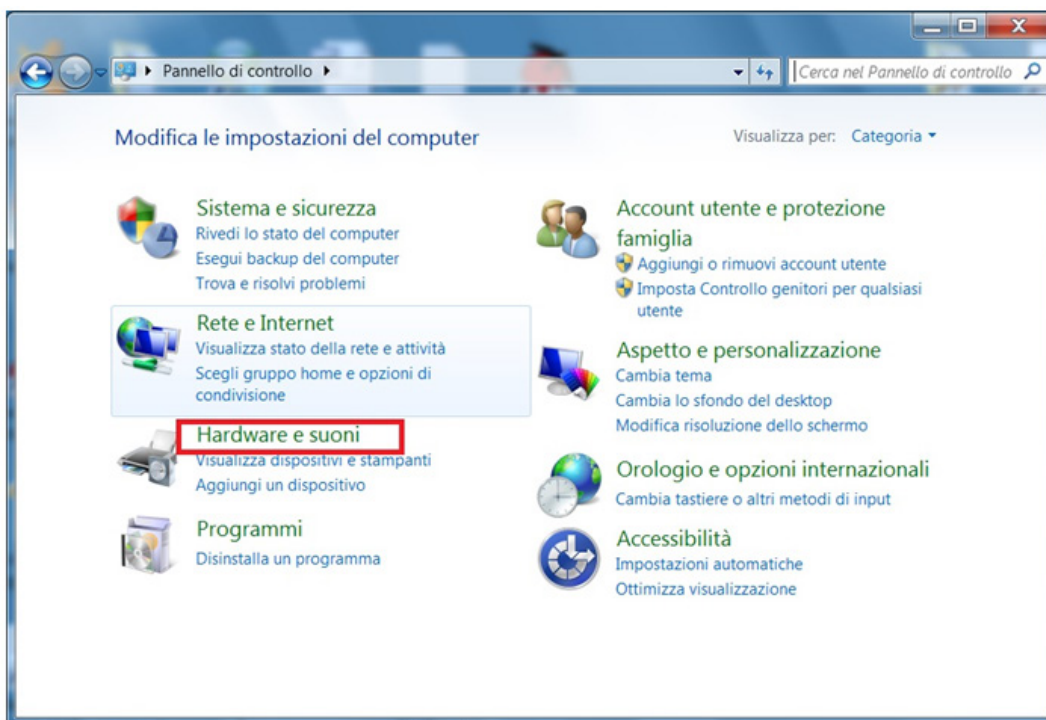 Pannello di controllo
Cerca nel Pannello di controllo
Modifica le impostazioni del computer
Visualizza per: Categoria
Sistema e sicurezza
Rivedi lo stato del computer
Esegui backup del computer
Trova e risolvi problemi
Rete e Internet
Visualizza stato della rete e attività
Scegli gruppo home e opzioni di
condivisione
Hardware e suoni
Visualizza dispositivi e stampanti
Aggiungi un dispositivo
Programmi
Disinstalla un programma
Account utente e protezione
famiglia
Aggiungi o rimuovi account utente
Imposta Controllo genitori per qualsiasi
utente
Aspetto e personalizzazione
Cambia tema
Cambia lo sfondo del desktop
Modifica risoluzione dello schermo
Orologio e opzioni internazionali
Cambia tastiere o altri metodi di input
Accessibilità
Impostazioni automatiche
Ottimizza visualizzazione